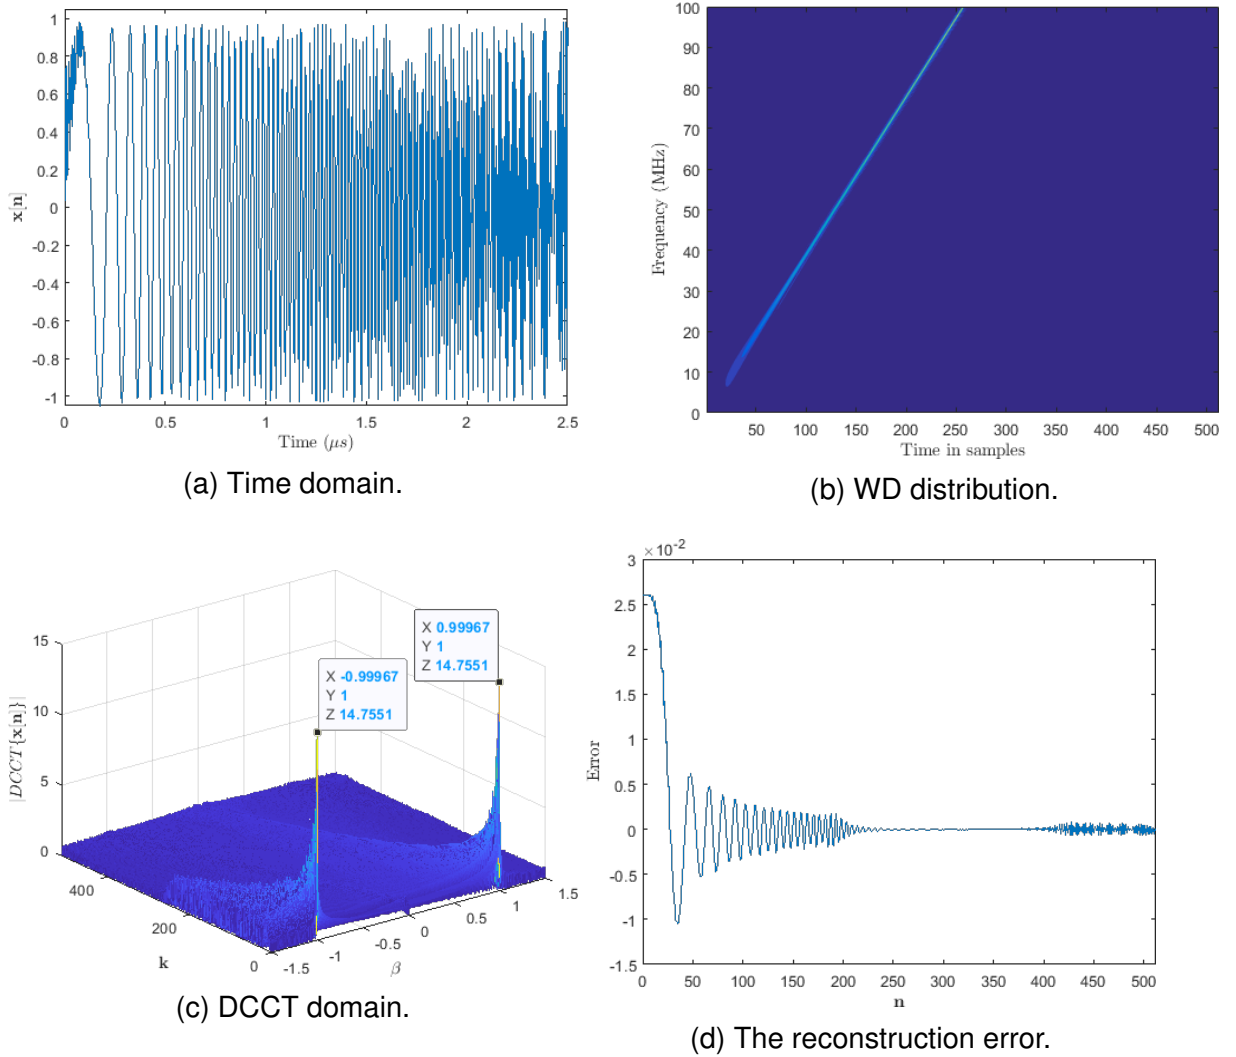 1
0.8
0.6
0.4
0.2
0
-0.2
-0.4
-0.6
-0.8
-1
x[n]
0 0.5 1 1.5 2 2.5
Time (μs)
(a) Time domain.
100
90
80
70
60
50
40
30
20
10
0
Frequency (MHz)
50 100 150 200 250 300 350 400 450 500
Time in samples
(b) WD distribution.
15
10
5
0
|DCCT{x[n]}|
X -0.99967
Y 1
Z 14.7551
X 0.99967
Y 1
Z 14.7551
400
200
0
k
-1.5 -1 -0.5 0 0.5 1 1.5
β
(c) DCCT domain.
×10-2
3
2.5
2
1.5
1
0.5
0
-0.5
-1
-1.5
Error
0 50 100 150 200 250 300 350 400 450 500
n
(d) The reconstruction error.